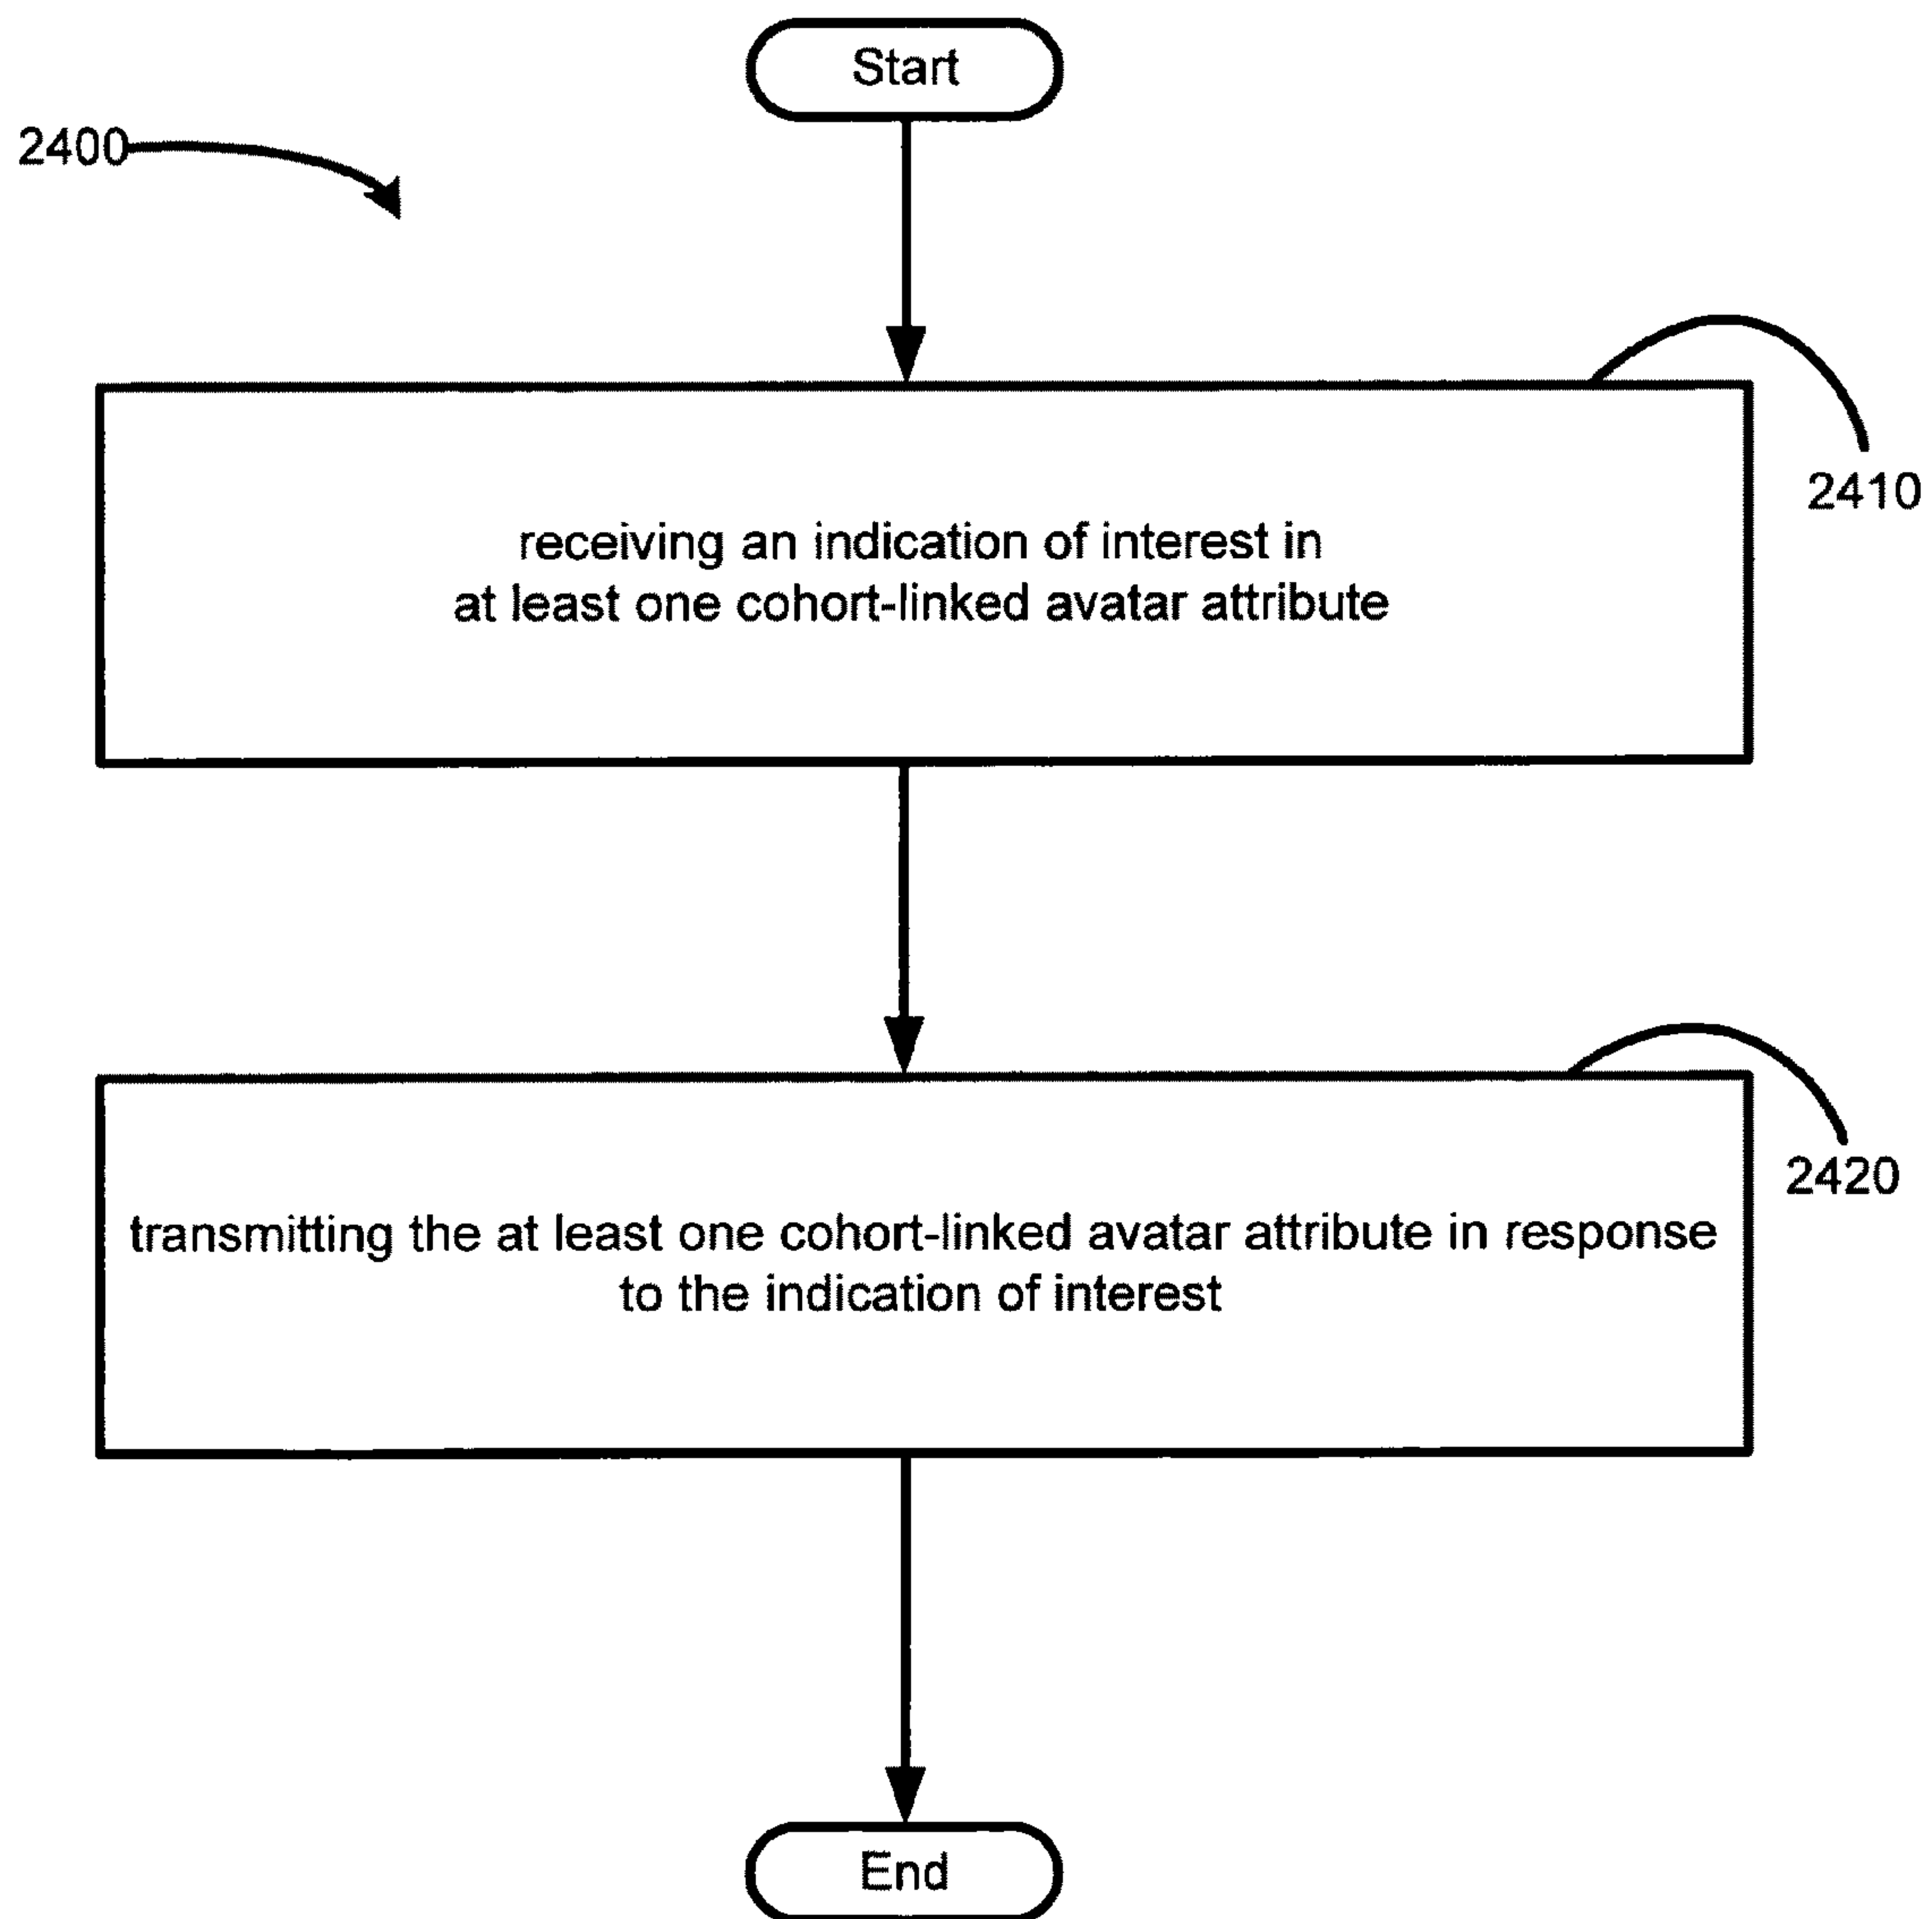 Start
2400
2410
receiving an indication of interest in
at least one cohort-linked avatar attribute
2420
transmitting the at least one cohort-linked avatar attribute in response
to the indication of interest
End